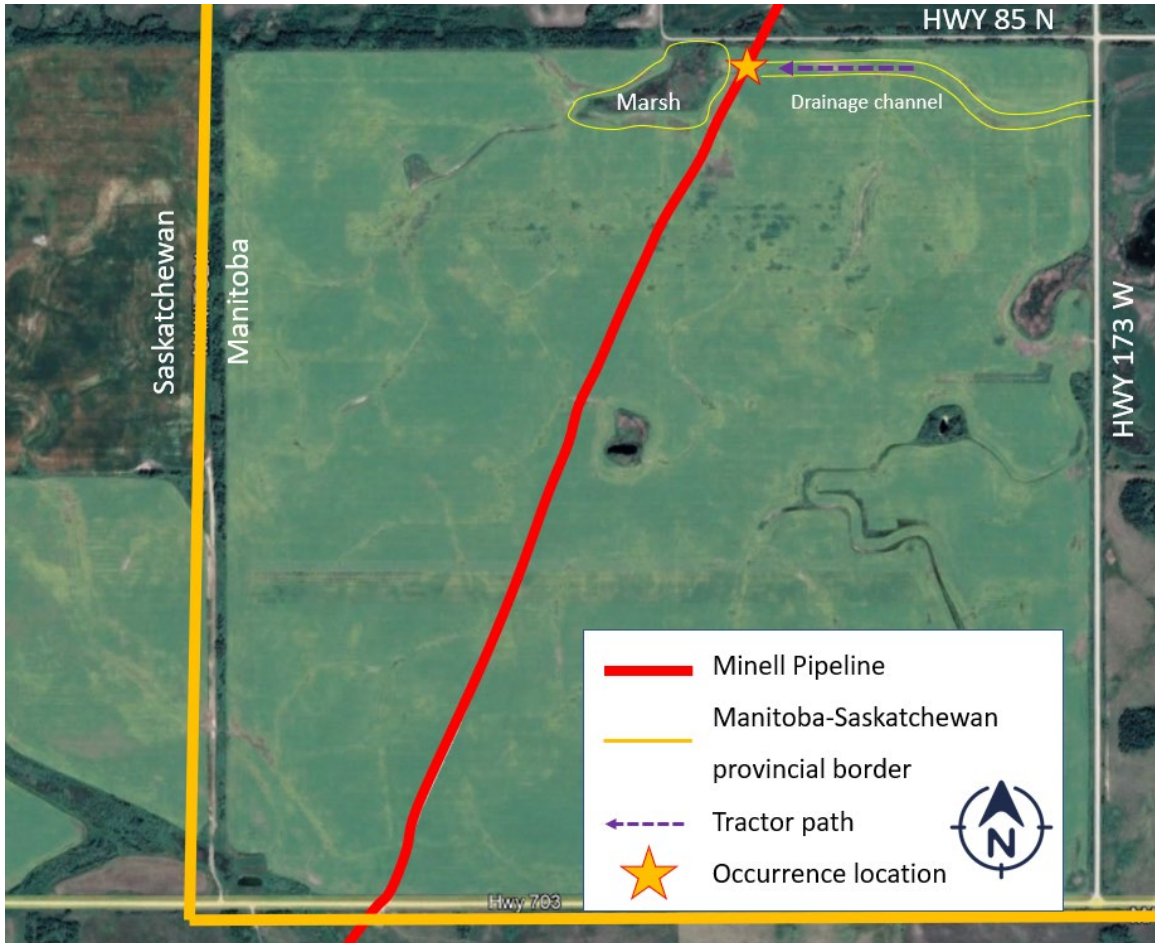 HWY 85 N
Marsh
Drainage channel
Saskatchewan
Manitoba
HWY 173 W
Minell Pipeline
Manitoba-Saskatchewan
provincial border
Tractor path
Occurrence location
N
Hwy 703